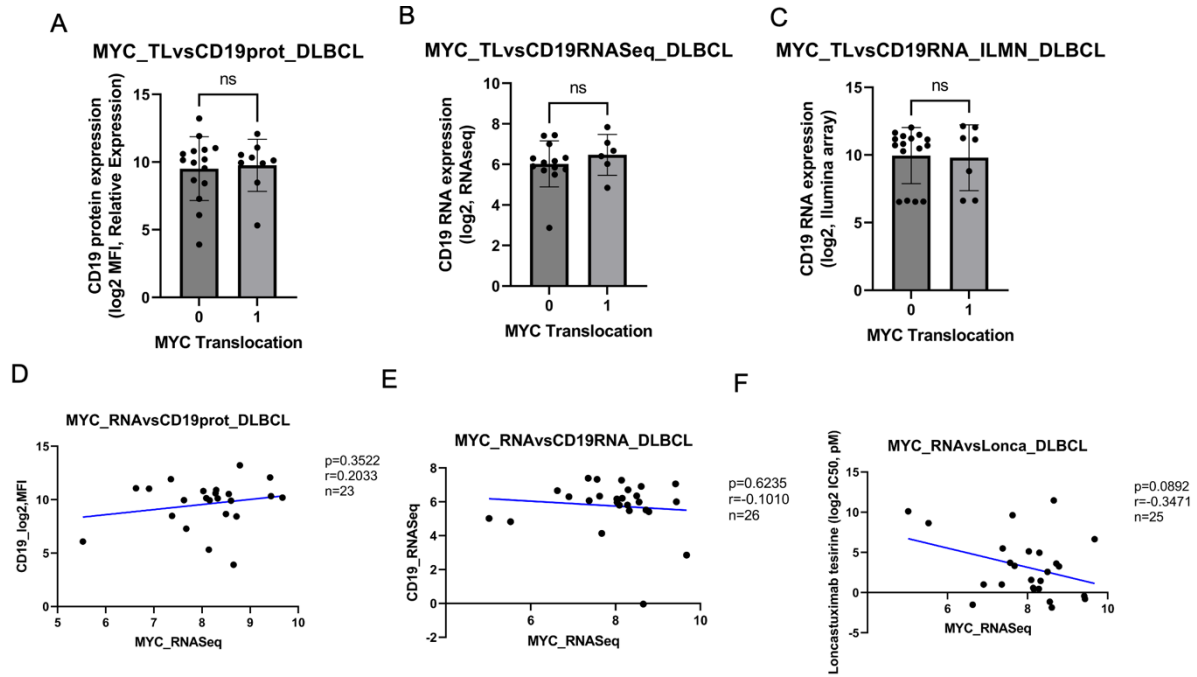 A
MYC_TLvsCD19prot_DLBCL
CD19 protein expression
(log2 MFI, Relative Expression)
15
10
5
0
ns
0
1
MYC Translocation
B
MYC_TLvsCD19RNASeq_DLBCL
CD19 RNA expression
(log2, RNAseq)
10
8
6
4
2
0
ns
0
1
MYC Translocation
C
MYC_TLvsCD19RNA_ILMN_DLBCL
CD19 RNA expression
(log2, Ilumina array)
15
10
5
0
ns
0
1
MYC Translocation
D
MYC_RNAvsCD19prot_DLBCL
CD19_log2,MFI
15
10
5
0
5
6
7
8
9
10
MYC_RNASeq
p=0.3522
r=0.2033
n=23
E
MYC_RNAvsCD19RNA_DLBCL
CD19_RNASeq
8
6
4
2
0
-2
6
7
8
9
10
MYC_RNASeq
p=0.6235
r=-0.1010
n=26
F
MYC_RNAvsLonca_DLBCL
Loncastuximab tesirine (log2 IC50, pM)
15
10
5
0
-5
6
8
10
MYC_RNASeq
p=0.0892
r=-0.3471
n=25